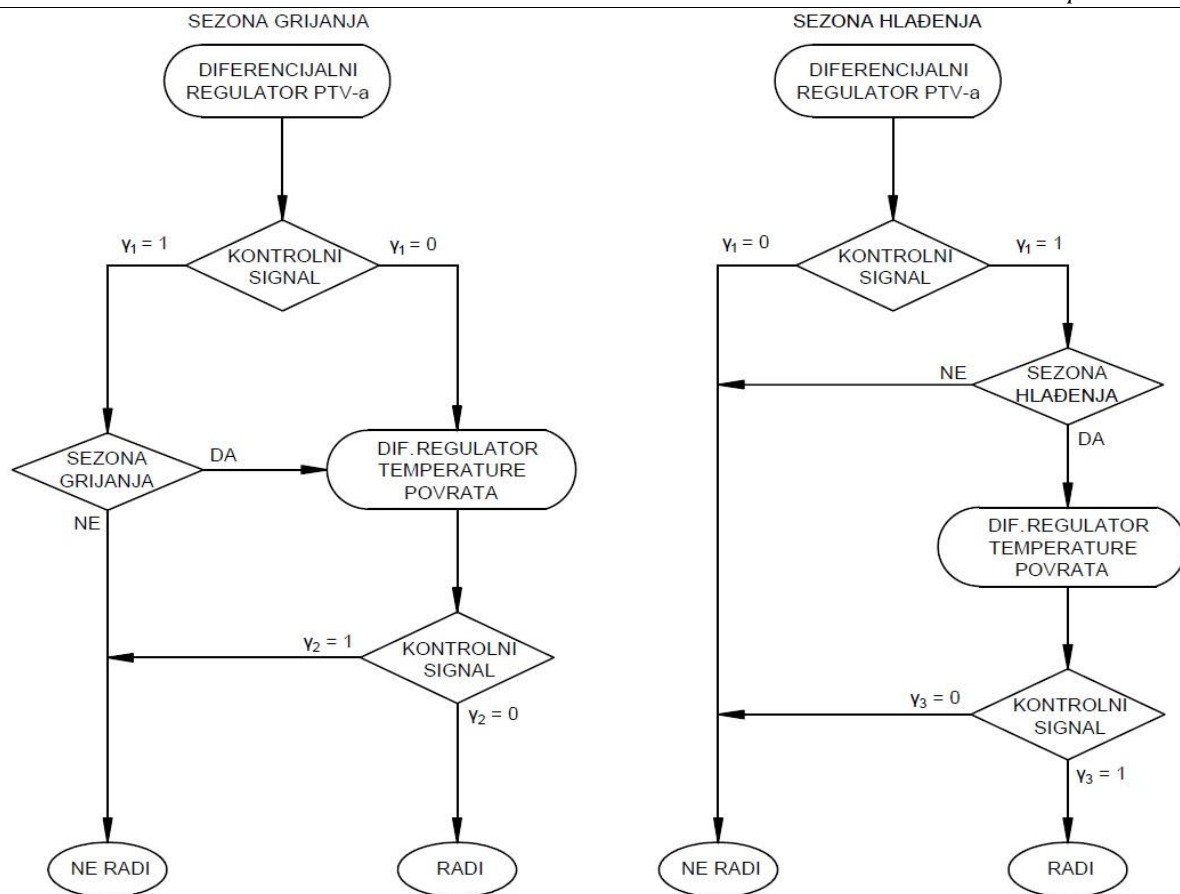 SEZONA GRIJANJA
DIFERENCIJALNI
REGULATOR PTV-a
γ₁ = 1
γ₁ = 0
KONTROLNI
SIGNAL
SEZONA
GRIJANJA
DA
NE
DIF.REGULATOR
TEMPERATURE
POVRATA
γ₂ = 1
KONTROLNI
SIGNAL
γ₂ = 0
NE RADI
RADI
SEZONA HLAĐENJA
DIFERENCIJALNI
REGULATOR PTV-a
γ₁ = 0
γ₁ = 1
KONTROLNI
SIGNAL
NE
SEZONA
HLAĐENJA
DA
DIF.REGULATOR
TEMPERATURE
POVRATA
γ₃ = 0
KONTROLNI
SIGNAL
γ₃ = 1
NE RADI
RADI